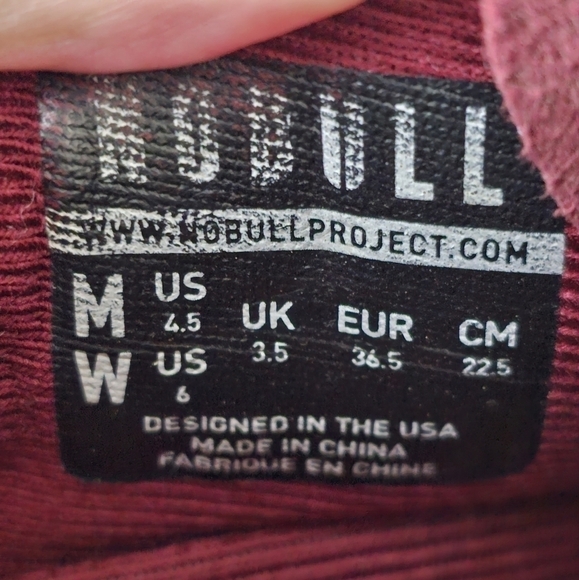 NOBULL
WWW.NOBULLPROJECT.COM
M US 4.5 UK 3.5 EUR 36.5 CM 22.5
W US 6
DESIGNED IN THE USA
MADE IN CHINA
FABRIQUE EN CHINE